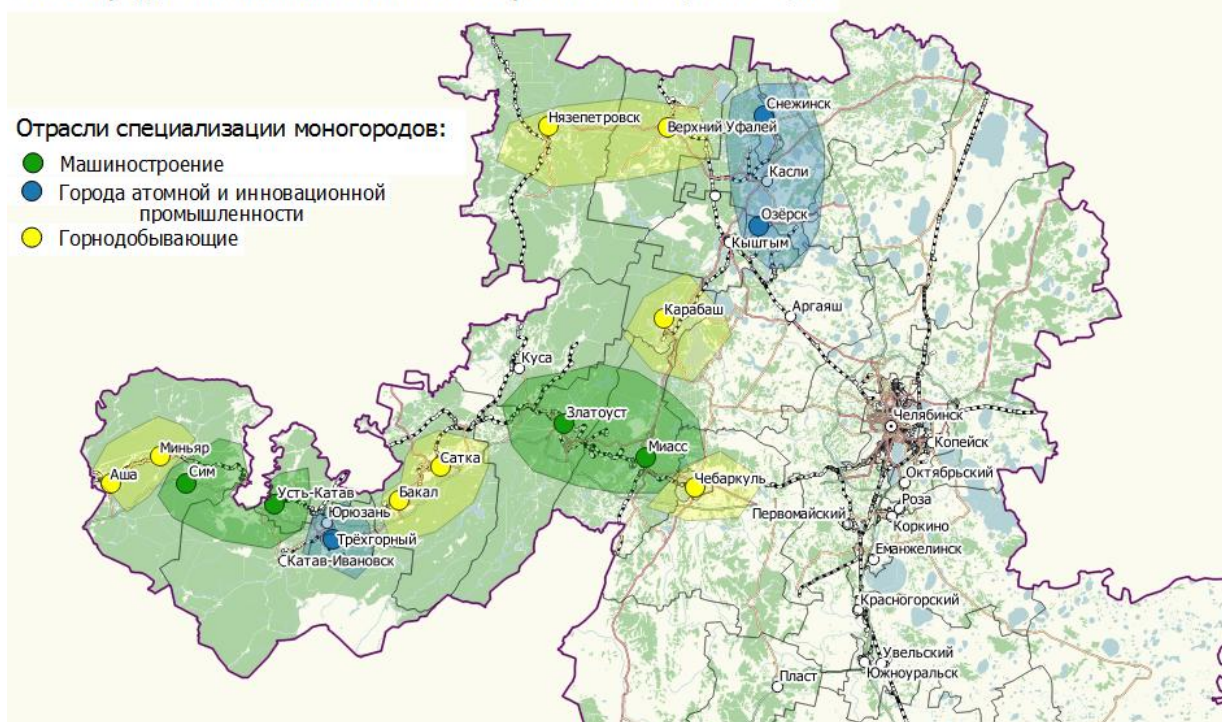 Отрасли специализации моногородов:
Машиностроение
Города атомной и инновационной
промышленности
Горнодобывающие
Снежинск
Нязепетровск
Верхний Уфалей
Касли
Озёрск
Кыштым
Карабаш
Аргаяш
Куса
Златоуст
Челябинск
Копейск
Миньяр
Миасс
Сатка
Аша
Сим
Чебаркуль
Октябрьский
Усть-Катав
Бакал
Роза
Юрюзань
Первомайский
Коркино
Трёхгорный
Катав-Ивановск
Еманжелинск
Красногорский
Увельский
Пласт
Южноуральск